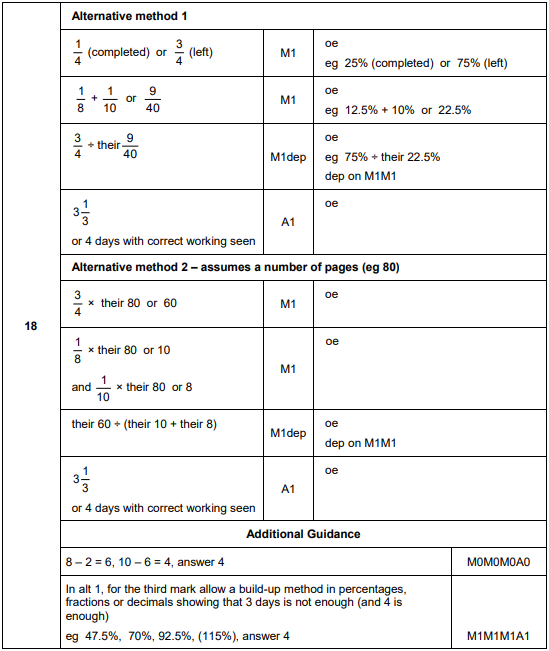 Alternative method 1
1/4 (completed) or 3/4 (left)
M1
oe
eg 25% (completed) or 75% (left)
1/8 + 1/10 or 9/40
M1
oe
eg 12.5% + 10% or 22.5%
3/4 ÷ their 9/40
M1dep
oe
eg 75% ÷ their 22.5%
dep on M1M1
3 1/3
or 4 days with correct working seen
A1
oe
18
Alternative method 2 – assumes a number of pages (eg 80)
3/4 × their 80 or 60
M1
oe
1/8 × their 80 or 10
and 1/10 × their 80 or 8
M1
oe
their 60 ÷ (their 10 + their 8)
M1dep
oe
dep on M1M1
3 1/3
or 4 days with correct working seen
A1
oe
Additional Guidance
8 – 2 = 6, 10 – 6 = 4, answer 4
M0M0M0A0
In alt 1, for the third mark allow a build-up method in percentages,
fractions or decimals showing that 3 days is not enough (and 4 is
enough)
eg 47.5%, 70%, 92.5%, (115%), answer 4
M1M1M1A1